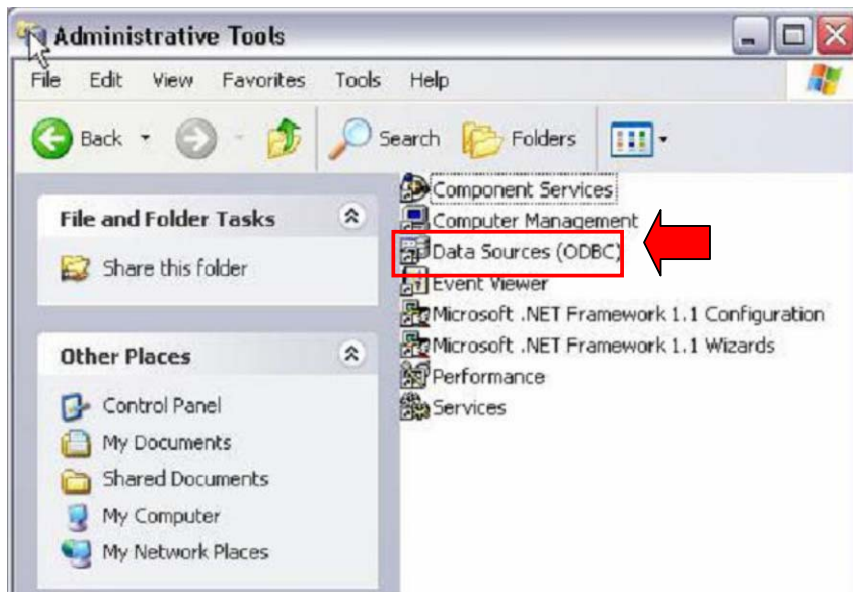 Administrative Tools
File Edit View Favorites Tools Help
Back Search Folders
File and Folder Tasks
Share this folder
Other Places
Control Panel
My Documents
Shared Documents
My Computer
My Network Places
Component Services
Computer Management
Data Sources (ODBC)
Event Viewer
Microsoft .NET Framework 1.1 Configuration
Microsoft .NET Framework 1.1 Wizards
Performance
Services